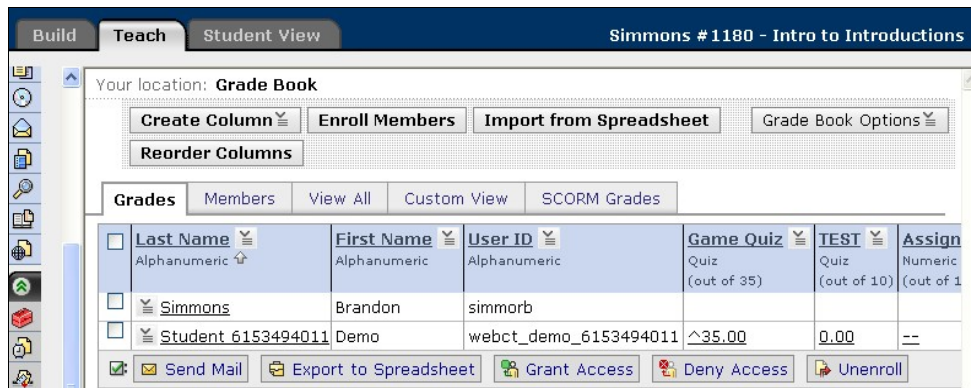 Build Teach Student View Simmons #1180 - Intro to Introductions
Your location: Grade Book
Create Column Enroll Members Import from Spreadsheet Grade Book Options
Reorder Columns
Grades Members View All Custom View SCORM Grades
Last Name First Name User ID Game Quiz TEST Assign
Alphanumeric Alphanumeric Alphanumeric Quiz Quiz Numeric
(out of 35) (out of 10) (out of 1
Simmons Brandon simmorb
Student 6153494011 Demo webct_demo_6153494011 ^35.00 0.00 --
Send Mail Export to Spreadsheet Grant Access Deny Access Unenroll